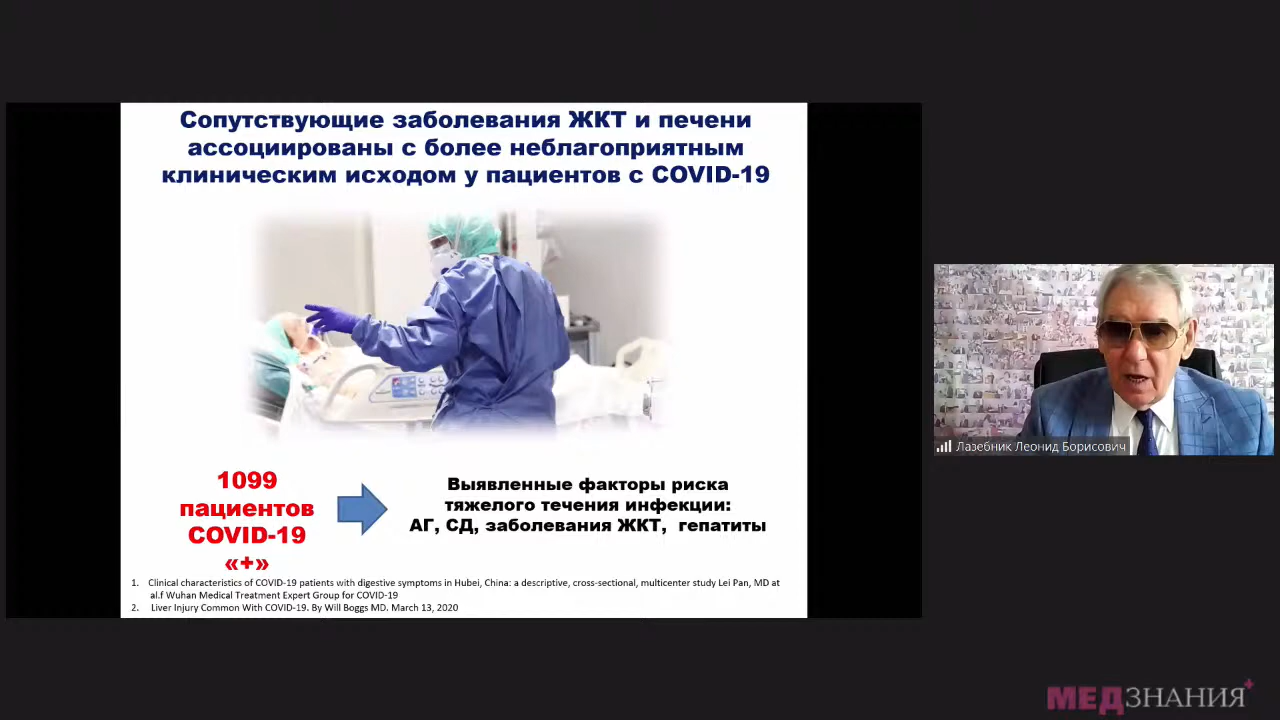 Сопутствующие заболевания ЖКТ и печени
ассоциированы с более неблагоприятным
клиническим исходом у пациентов с COVID-19
1099
пациентов
COVID-19
«+»
Выявленные факторы риска
тяжелого течения инфекции:
АГ, СД, заболевания ЖКТ, гепатиты
1. Clinical characteristics of COVID-19 patients with digestive symptoms in Hubei, China: a descriptive, cross-sectional, multicenter study Lei Pan, MD at
al.f Wuhan Medical Treatment Expert Group for COVID-19
2. Liver Injury Common With COVID-19. By Will Boggs MD. March 13, 2020
Лазебник Леонид Борисович
МЕДЗНАНИЯ+